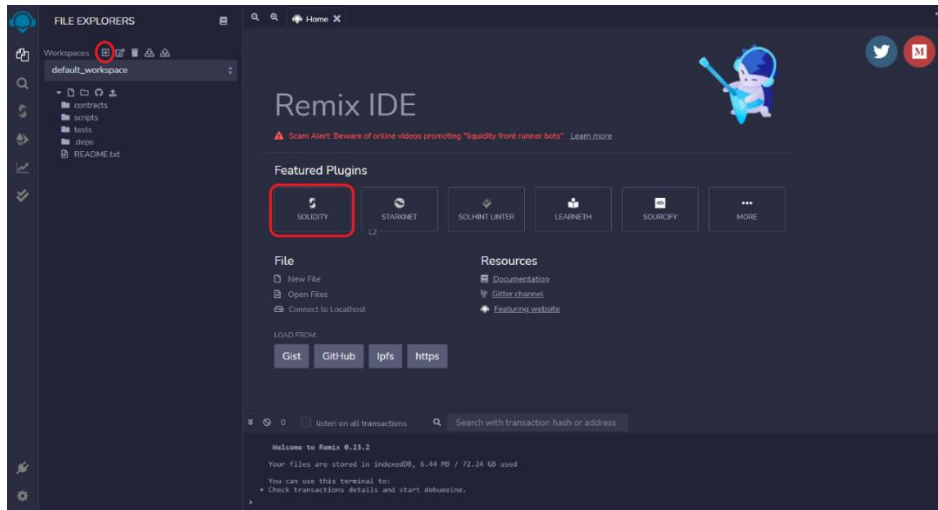 FILE EXPLORERS
Home
Workspaces
default_workspace
contracts
scripts
tests
.deps
README.txt
Remix IDE
Scam Alert: Beware of online videos promoting "liquidity front runner bots". Learn more
Featured Plugins
SOLIDITY
STARKNET
SOLHINT LINTER
LEARNETH
SOURCIFY
MORE
L2
File
Resources
New File
Documentation
Open Files
Gitter channel
Connect to Localhost
Featuring website
LOAD FROM:
Gist
GitHub
Ipfs
https
0
listen on all transactions
Search with transaction hash or address
Welcome to Remix 0.23.2
Your files are stored in indexedDB, 6.44 MB / 72.24 GB used
You can use this terminal to:
• Check transactions details and start debugging.
>